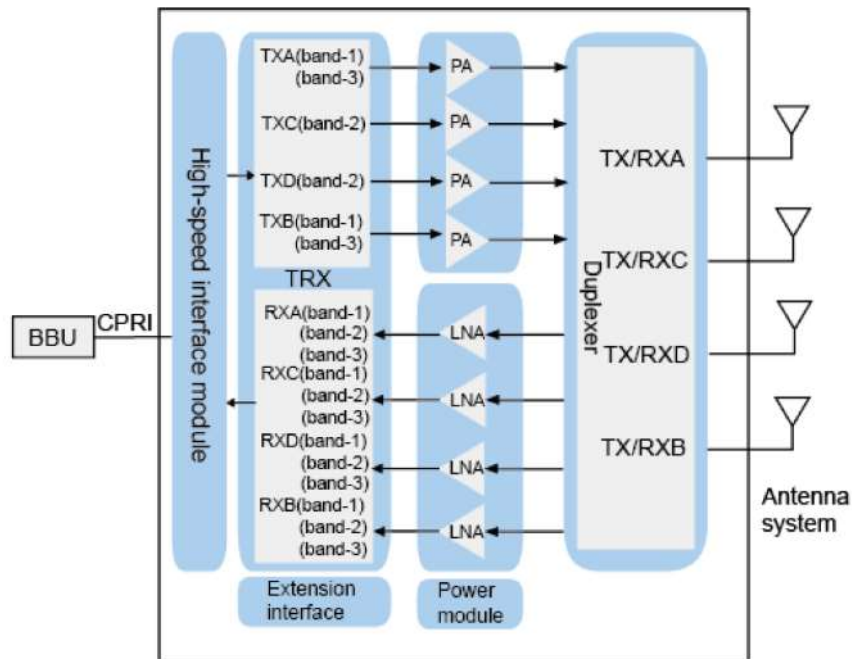 BBU
CPRI
High-speed interface module
TXA(band-1)
(band-3)
TXC(band-2)
TXD(band-2)
TXB(band-1)
(band-3)
TRX
RXA(band-1)
(band-2)
(band-3)
RXC(band-1)
(band-2)
(band-3)
RXD(band-1)
(band-2)
(band-3)
RXB(band-1)
(band-2)
(band-3)
Extension
interface
PA
PA
PA
PA
LNA
LNA
LNA
LNA
Power
module
Duplexer
TX/RXA
TX/RXC
TX/RXD
TX/RXB
Antenna
system